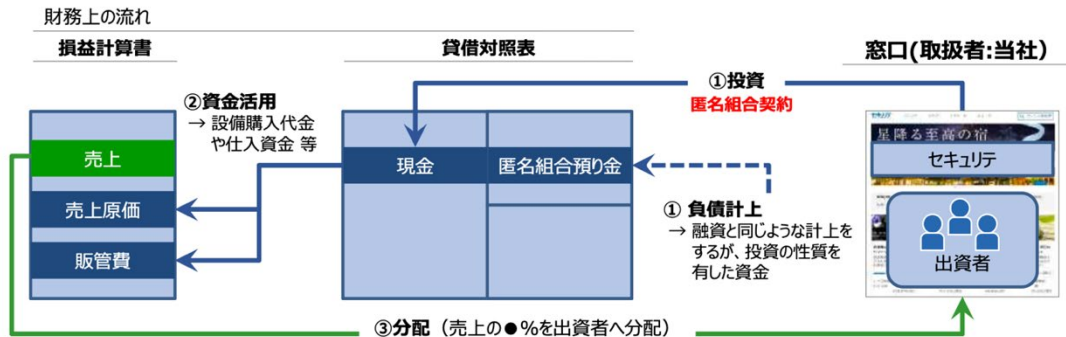 財務上の流れ
損益計算書
貸借対照表
窓口(取扱者:当社）
①投資
匿名組合契約
②資金活用
→ 設備購入代金
や仕入資金 等
売上
売上原価
販管費
現金
匿名組合預り金
① 負債計上
→ 融資と同じような計上を
するが、投資の性質を
有した資金
星降る至高の宿
セキュリテ
出資者
③分配（売上の●%を出資者へ分配）